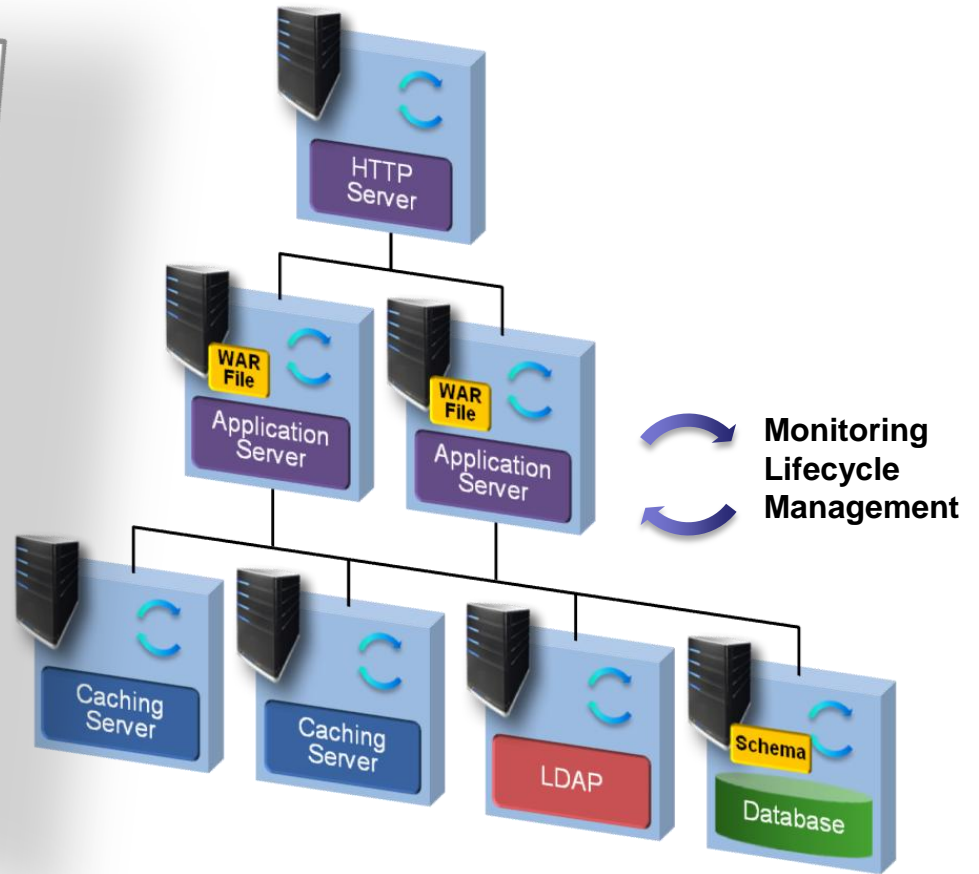 HTTP
Server
WAR
File
Application
Server
WAR
File
Application
Server
Monitoring
Lifecycle
Management
Caching
Server
Caching
Server
LDAP
Schema
Database